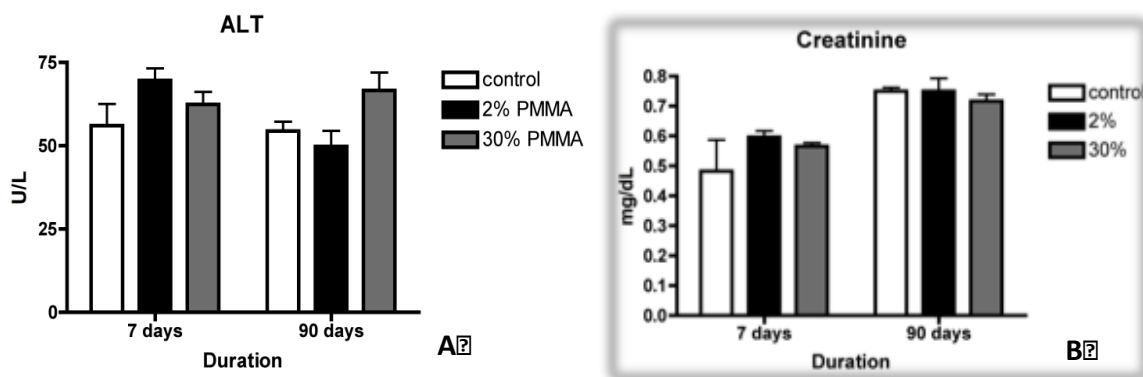 ALT
75
50
25
0
U/L
7 days
90 days
Duration
control
2% PMMA
30% PMMA
A⍰
Creatinine
0.8
0.7
0.6
0.5
0.4
0.3
0.2
0.1
0.0
mg/dL
7 days
90 days
Duration
control
2%
30%
B⍰